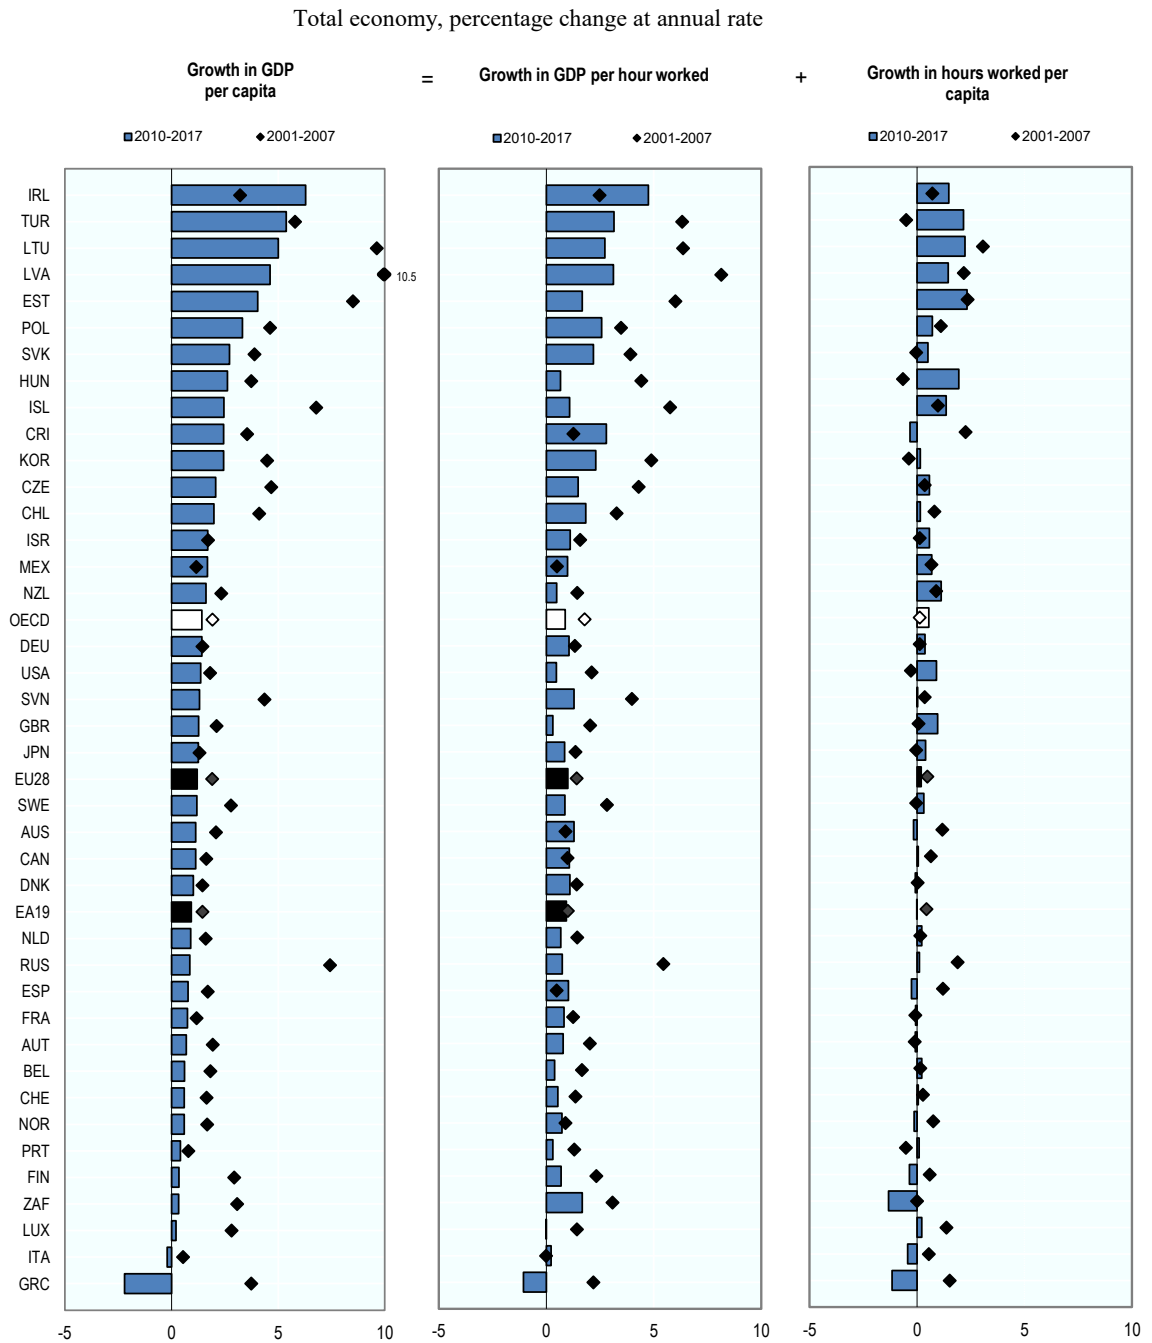 Total economy, percentage change at annual rate
Growth in GDP
per capita
=
Growth in GDP per hour worked
+
Growth in hours worked per
capita
2010-2017
2001-2007
2010-2017
2001-2007
2010-2017
2001-2007
IRL
TUR
LTU
LVA
10.5
EST
POL
SVK
HUN
ISL
CRI
KOR
CZE
CHL
ISR
MEX
NZL
OECD
DEU
USA
SVN
GBR
JPN
EU28
SWE
AUS
CAN
DNK
EA19
NLD
RUS
ESP
FRA
AUT
BEL
CHE
NOR
PRT
FIN
ZAF
LUX
ITA
GRC
-5 0 5 10
-5 0 5 10
-5 0 5 10